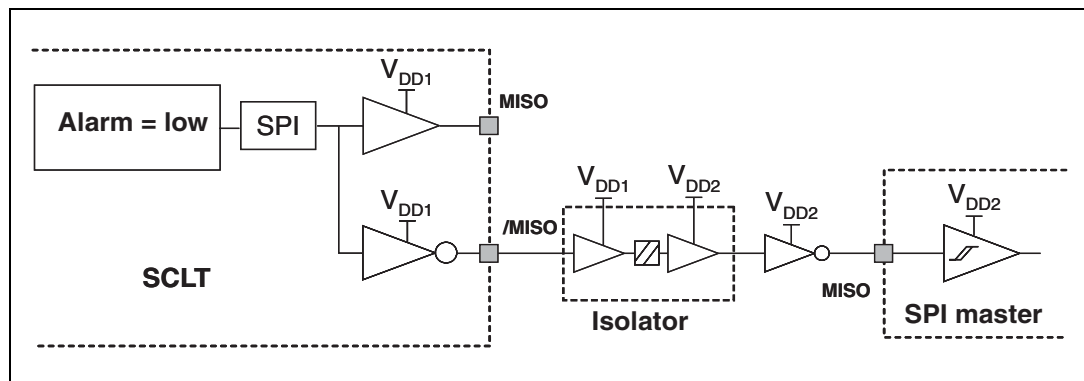 V_DD1
MISO
Alarm = low
SPI
V_DD1
/MISO
V_DD1
V_DD2
V_DD2
V_DD2
SCLT
MISO
Isolator
SPI master